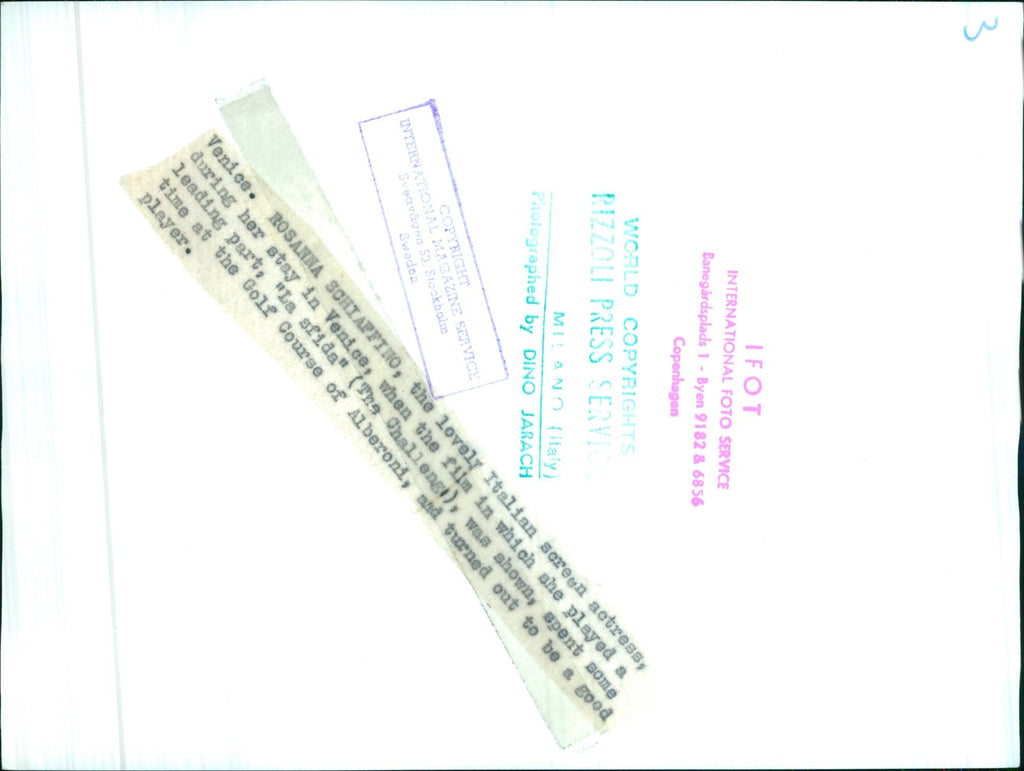 3
Venice. ROSANNA SCHIAFFINO, the lovely Italian screen actress,
during her stay in Venice, when the film in which she played a
leading part, "La sfida" (The Challeng'), was shown, spent some
time at the Golf Course of Alberoni, and turned out to be a good
player.
COPYRIGHT
INTERNATIONAL MAGAZINE SERVICE
Sveavägen 53. Stockholm
Sweden
WORLD COPYRIGHTS
RIZZOLI PRESS SERVIC
MILANO (Italy)
Photographed by DINO JARACH
IFOT
INTERNATIONAL FOTO SERVICE
Banegårdsplads 1 - Byen 9182 & 6856
Copenhagen